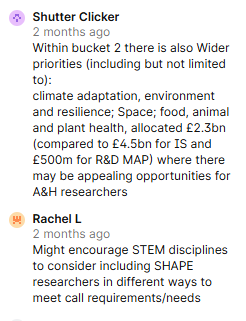 Shutter Clicker
2 months ago
Within bucket 2 there is also Wider
priorities (including but not limited
to):
climate adaptation, environment
and resilience; Space; food, animal
and plant health, allocated £2.3bn
(compared to £4.5bn for IS and
£500m for R&D MAP) where there
may be appealing opportunities for
A&H researchers
Rachel L
2 months ago
Might encourage STEM disciplines
to consider including SHAPE
researchers in different ways to
meet call requirements/needs